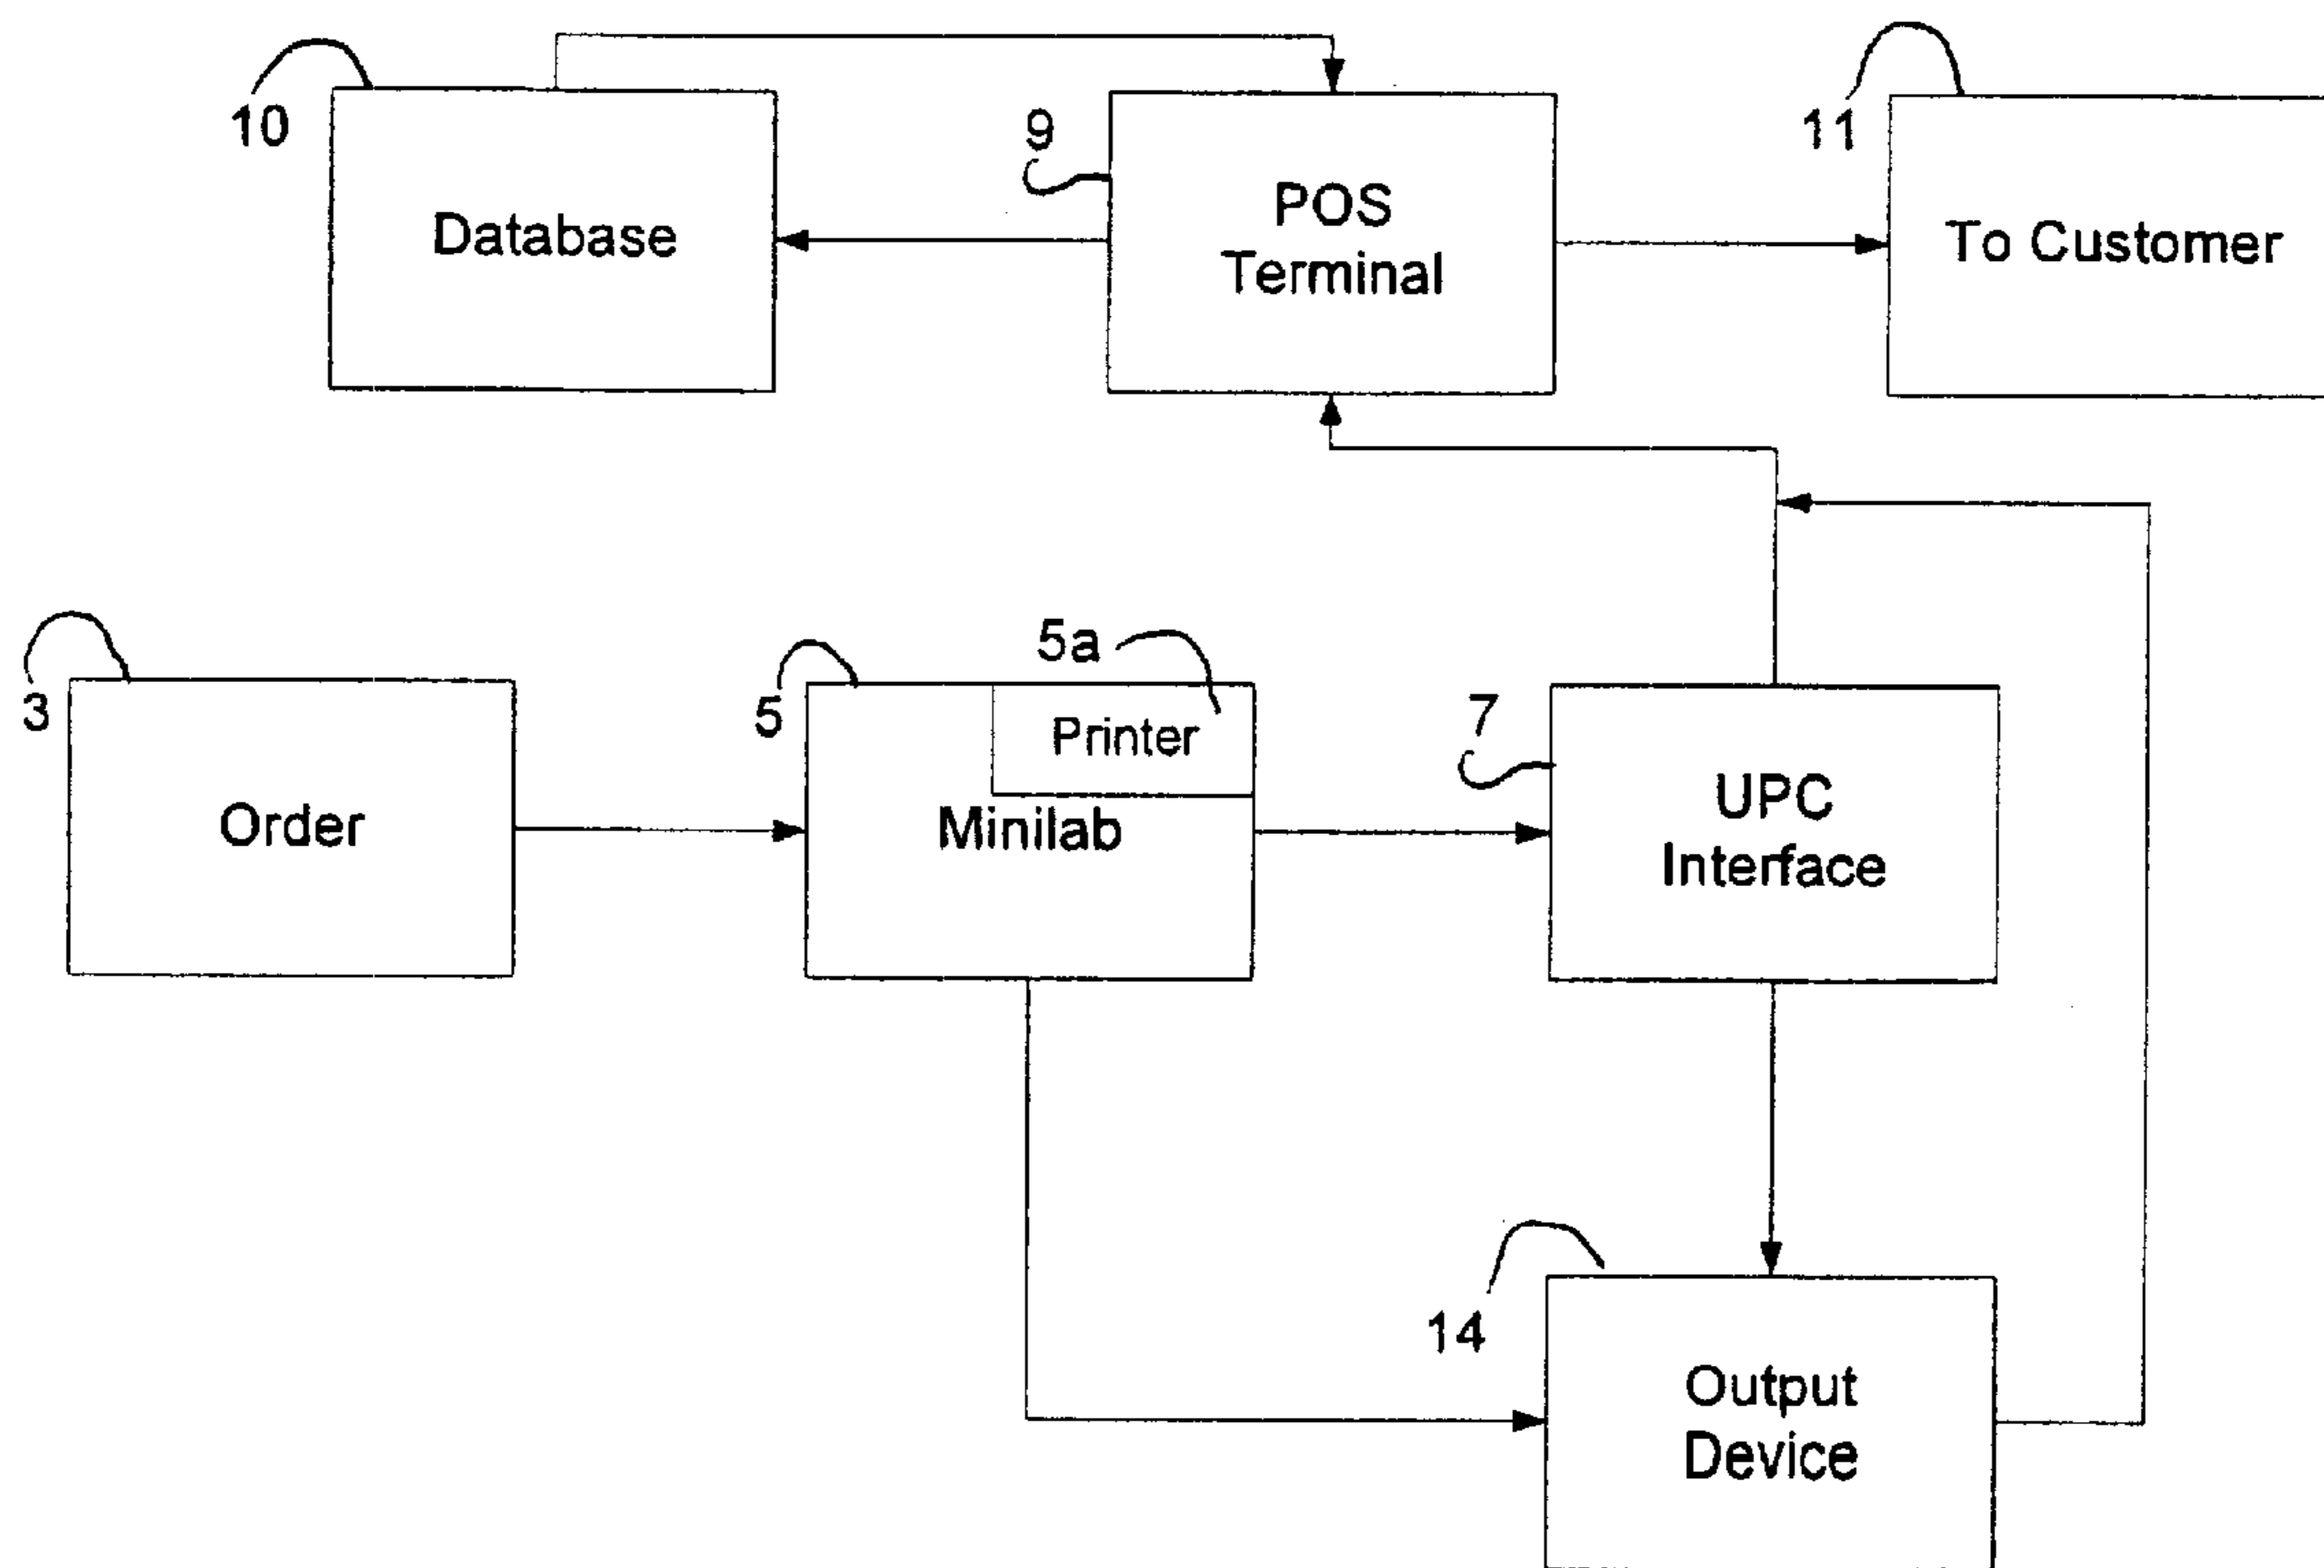 10
Database
9
POS
Terminal
11
To Customer
3
Order
5
5a
Printer
Minilab
7
UPC
Interface
14
Output
Device